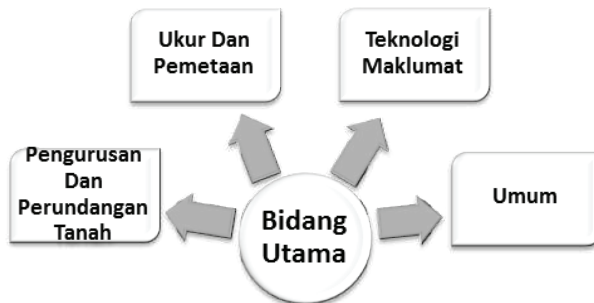 Ukur Dan
Pemetaan
Teknologi
Maklumat
Pengurusan
Dan
Perundangan
Tanah
Bidang
Utama
Umum